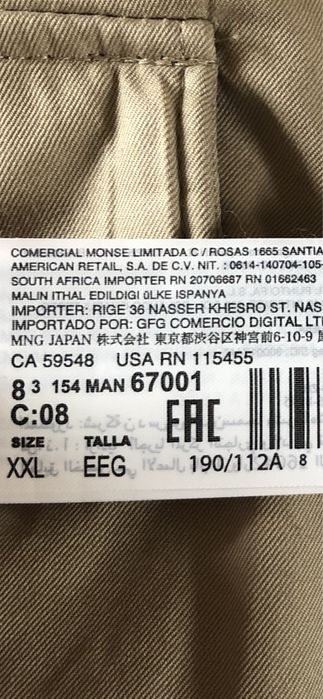 COMERCIAL MONSE LIMITADA C / ROSAS 1665 SANTIA
AMERICAN RETAIL, S.A. DE C.V. NIT. : 0614-140704-105-
SOUTH AFRICA IMPORTER RN 20706687 RN 01662463
MALIN ITHAL EDILDIGI ÜLKE ISPANYA
IMPORTER: RIGE 36 NASSER KHESRO ST. NAS
IMPORTADO POR: GFG COMERCIO DIGITAL LT
MNG JAPAN 株式会社 東京都渋谷区神宮前6-10-9
CA 59548 USA RN 115455
8 3 154 MAN 67001
C:08 EAC
SIZE TALLA
XXL EEG 190/112A 8